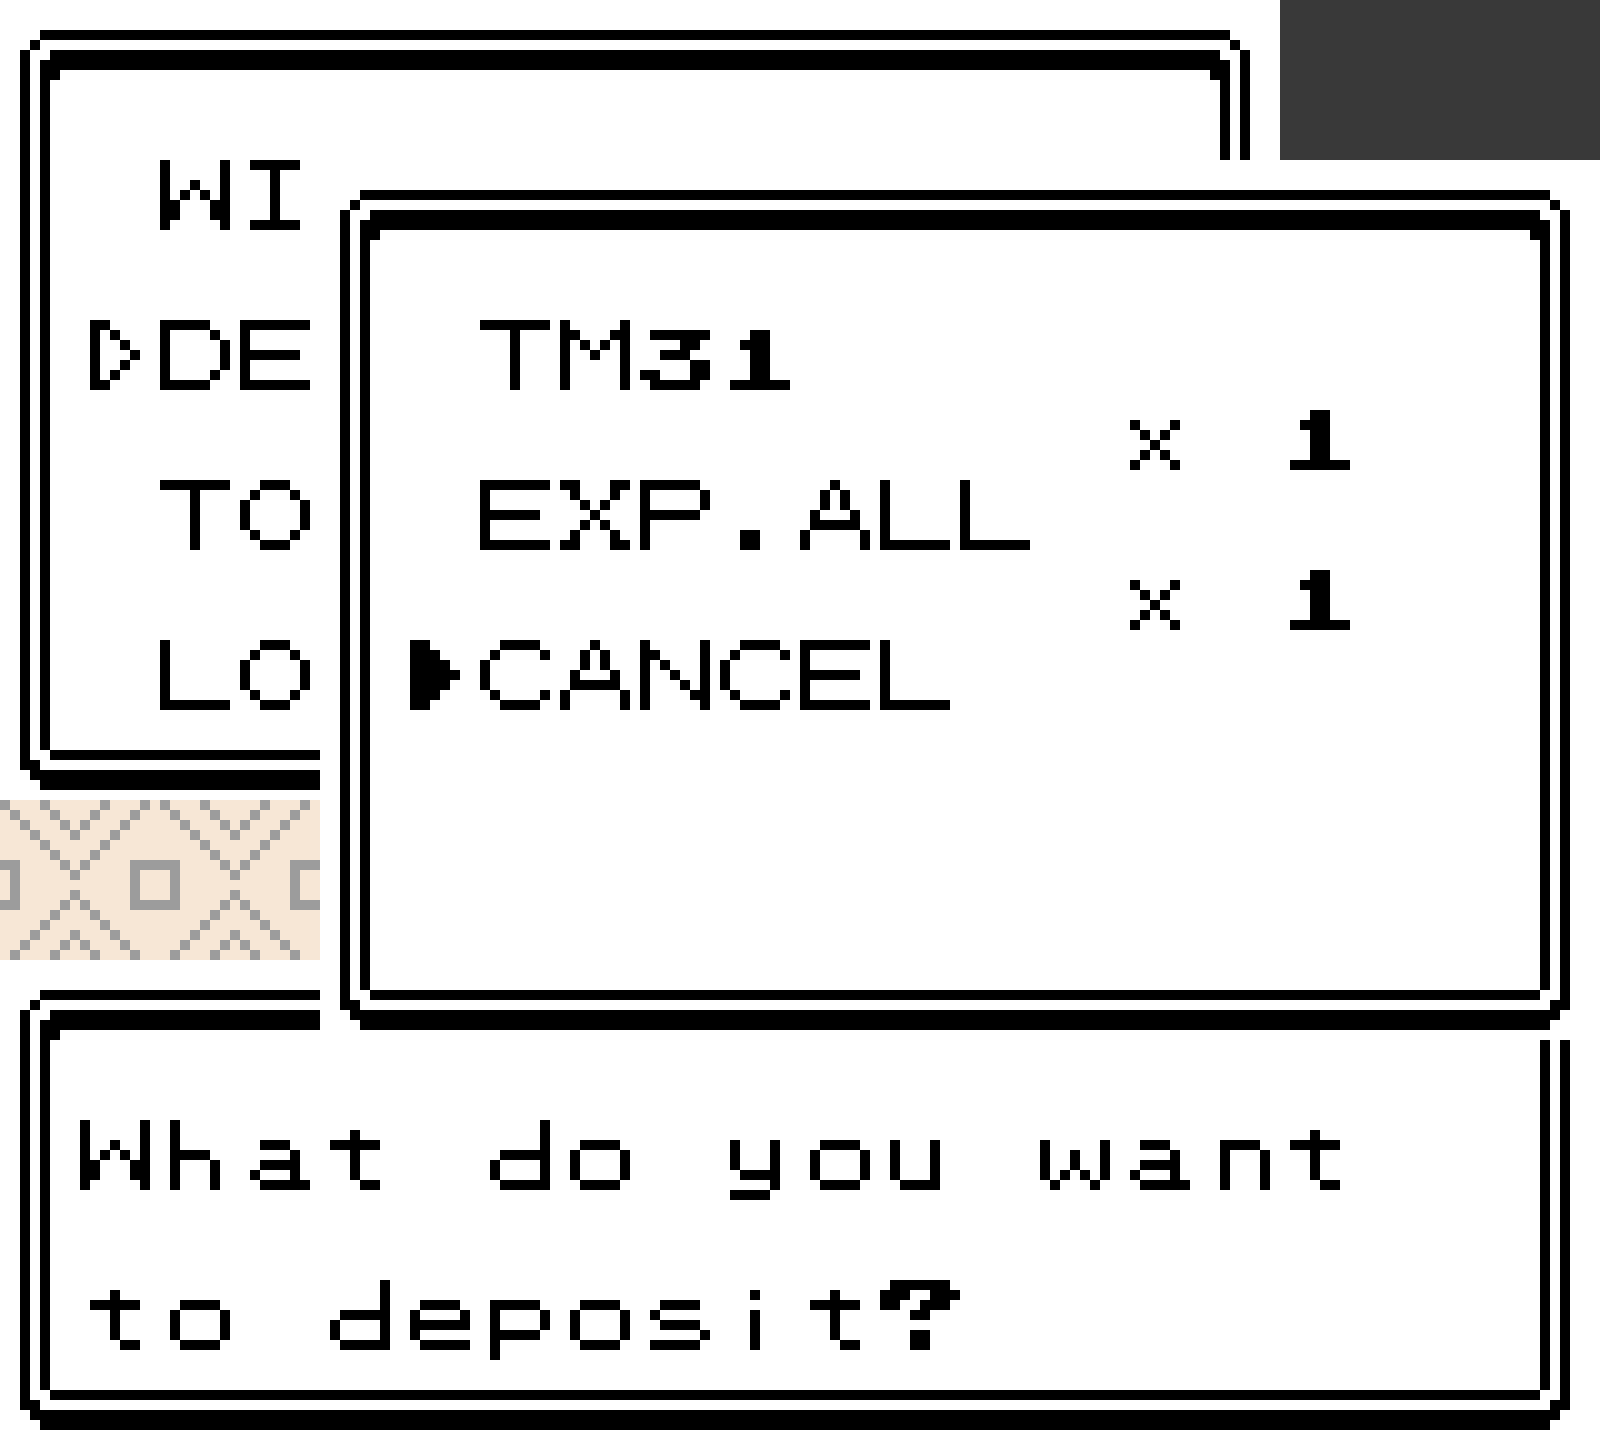 WI
DE
TO
LO
TM31
× 1
EXP.ALL
× 1
CANCEL
What do you want
to deposit?